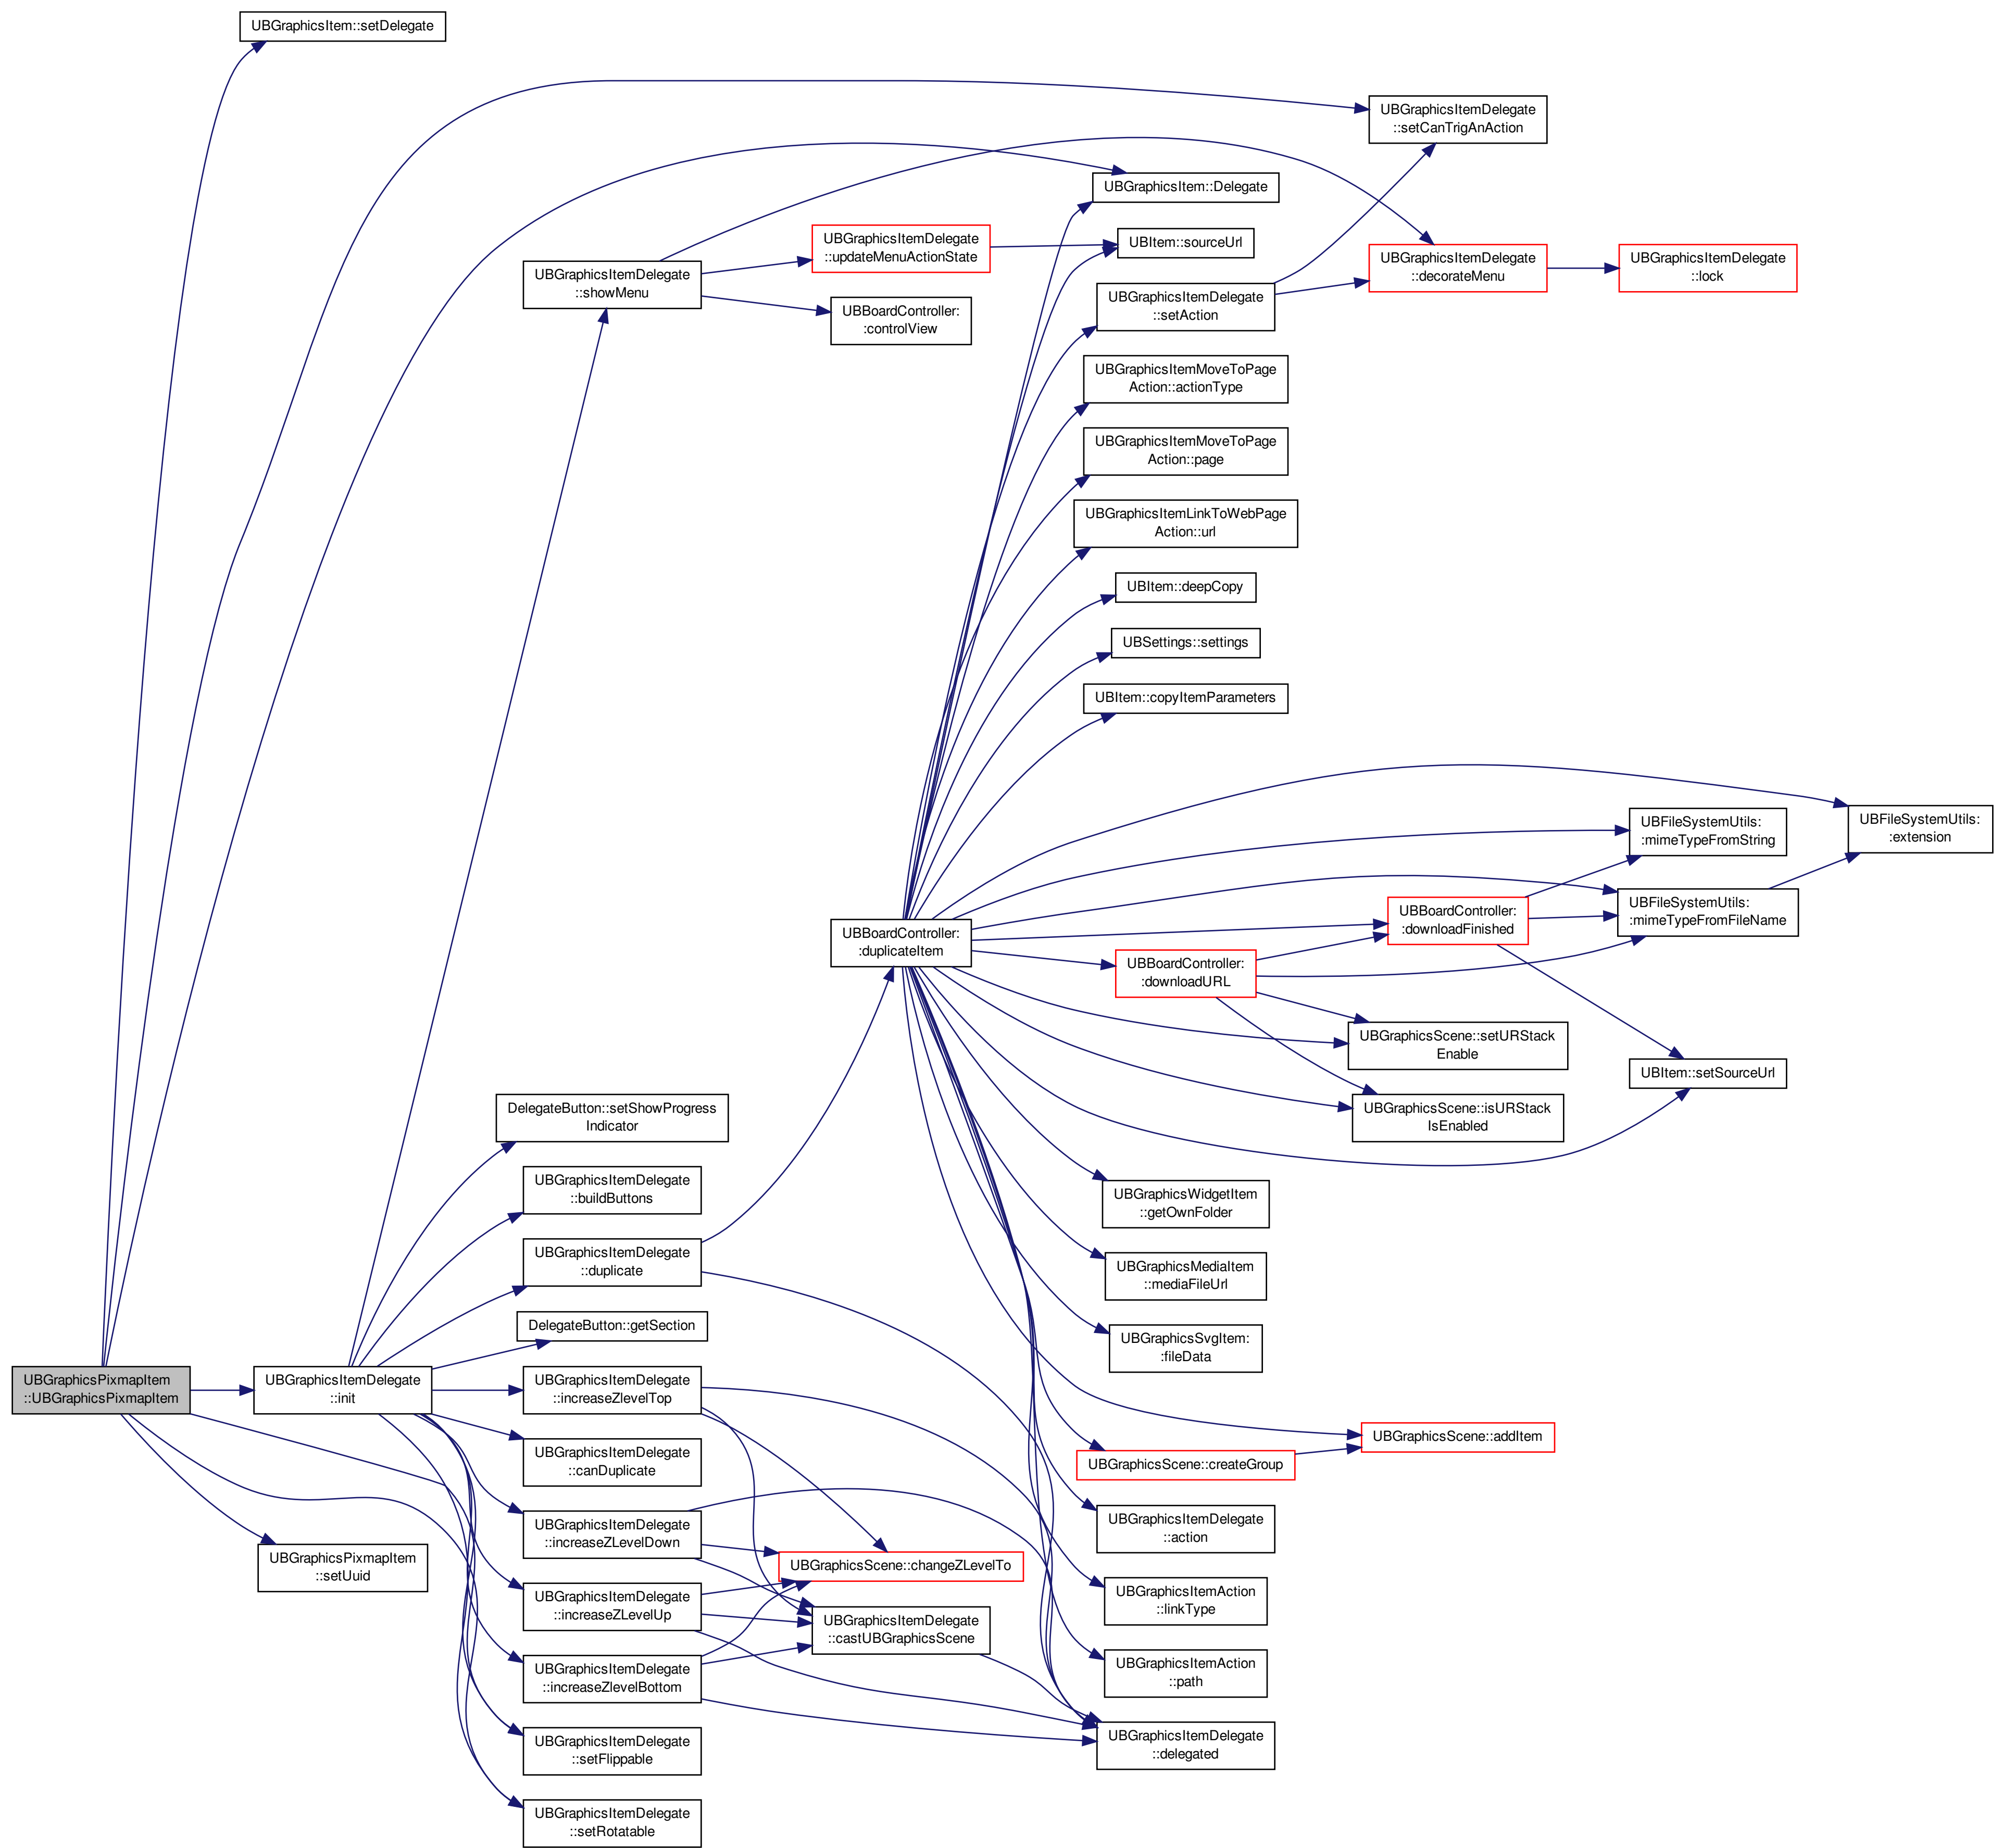 UBGraphicsItem::setDelegate
UBGraphicsItemDelegate
::setCanTrigAnAction
UBGraphicsItem::Delegate
UBItem::sourceUrl
UBGraphicsItemDelegate
::updateMenuActionState
UBGraphicsItemDelegate
::showMenu
UBBoardController:
:controlView
UBGraphicsItemDelegate
::setAction
UBGraphicsItemDelegate
::decorateMenu
UBGraphicsItemDelegate
::lock
UBGraphicsItemMoveToPage
Action::actionType
UBGraphicsItemMoveToPage
Action::page
UBGraphicsItemLinkToWebPage
Action::url
UBItem::deepCopy
UBSettings::settings
UBItem::copyItemParameters
UBFileSystemUtils:
:mimeTypeFromString
UBFileSystemUtils:
:extension
UBFileSystemUtils:
:mimeTypeFromFileName
UBBoardController:
:downloadFinished
UBBoardController:
:duplicateItem
UBBoardController:
:downloadURL
UBGraphicsScene::setURStack
Enable
UBItem::setSourceUrl
UBGraphicsScene::isURStack
IsEnabled
DelegateButton::setShowProgress
Indicator
UBGraphicsItemDelegate
::buildButtons
UBGraphicsWidgetItem
::getOwnFolder
UBGraphicsItemDelegate
::duplicate
UBGraphicsMediaItem
::mediaFileUrl
DelegateButton::getSection
UBGraphicsSvgItem:
:fileData
UBGraphicsPixmapItem
::UBGraphicsPixmapItem
UBGraphicsItemDelegate
::init
UBGraphicsItemDelegate
::increaseZlevelTop
UBGraphicsScene::addItem
UBGraphicsScene::createGroup
UBGraphicsItemDelegate
::canDuplicate
UBGraphicsItemDelegate
::action
UBGraphicsItemDelegate
::increaseZLevelDown
UBGraphicsPixmapItem
::setUuid
UBGraphicsScene::changeZLevelTo
UBGraphicsItemAction
::linkType
UBGraphicsItemDelegate
::increaseZLevelUp
UBGraphicsItemDelegate
::castUBGraphicsScene
UBGraphicsItemDelegate
::increaseZlevelBottom
UBGraphicsItemAction
::path
UBGraphicsItemDelegate
::delegated
UBGraphicsItemDelegate
::setFlippable
UBGraphicsItemDelegate
::setRotatable